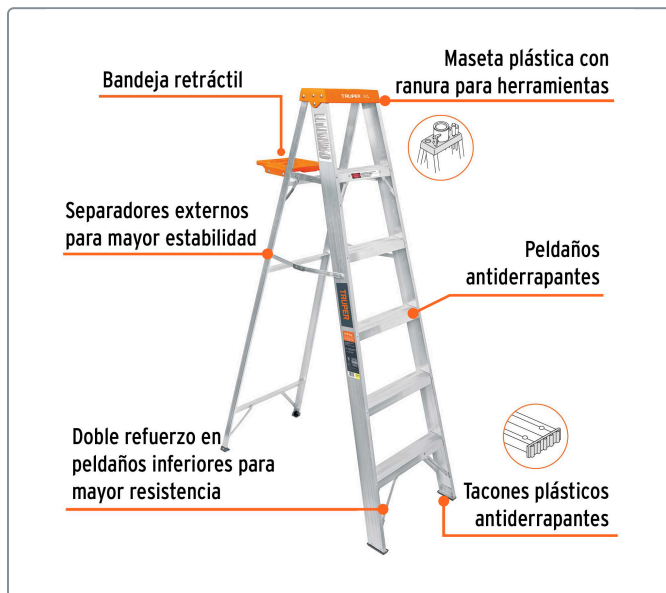 Bandeja retráctil
Maseta plástica con
ranura para herramientas
TRUPER
Separadores externos
para mayor estabilidad
Peldaños
antiderrapantes
TRUPER
Doble refuerzo en
peldaños inferiores para
mayor resistencia
Tacones plásticos
antiderrapantes